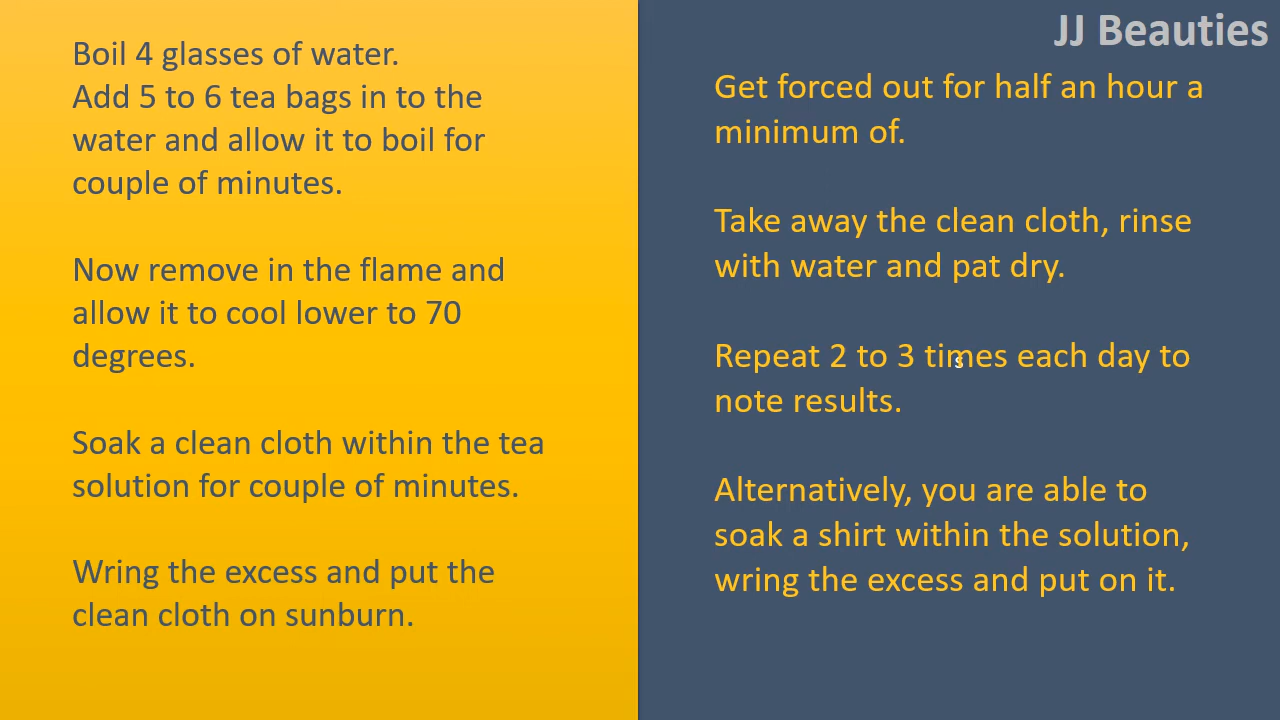 Boil 4 glasses of water.
Add 5 to 6 tea bags in to the
water and allow it to boil for
couple of minutes.
Now remove in the flame and
allow it to cool lower to 70
degrees.
Soak a clean cloth within the tea
solution for couple of minutes.
Wring the excess and put the
clean cloth on sunburn.
JJ Beauties
Get forced out for half an hour a
minimum of.
Take away the clean cloth, rinse
with water and pat dry.
Repeat 2 to 3 times each day to
note results.
s
Alternatively, you are able to
soak a shirt within the solution,
wring the excess and put on it.